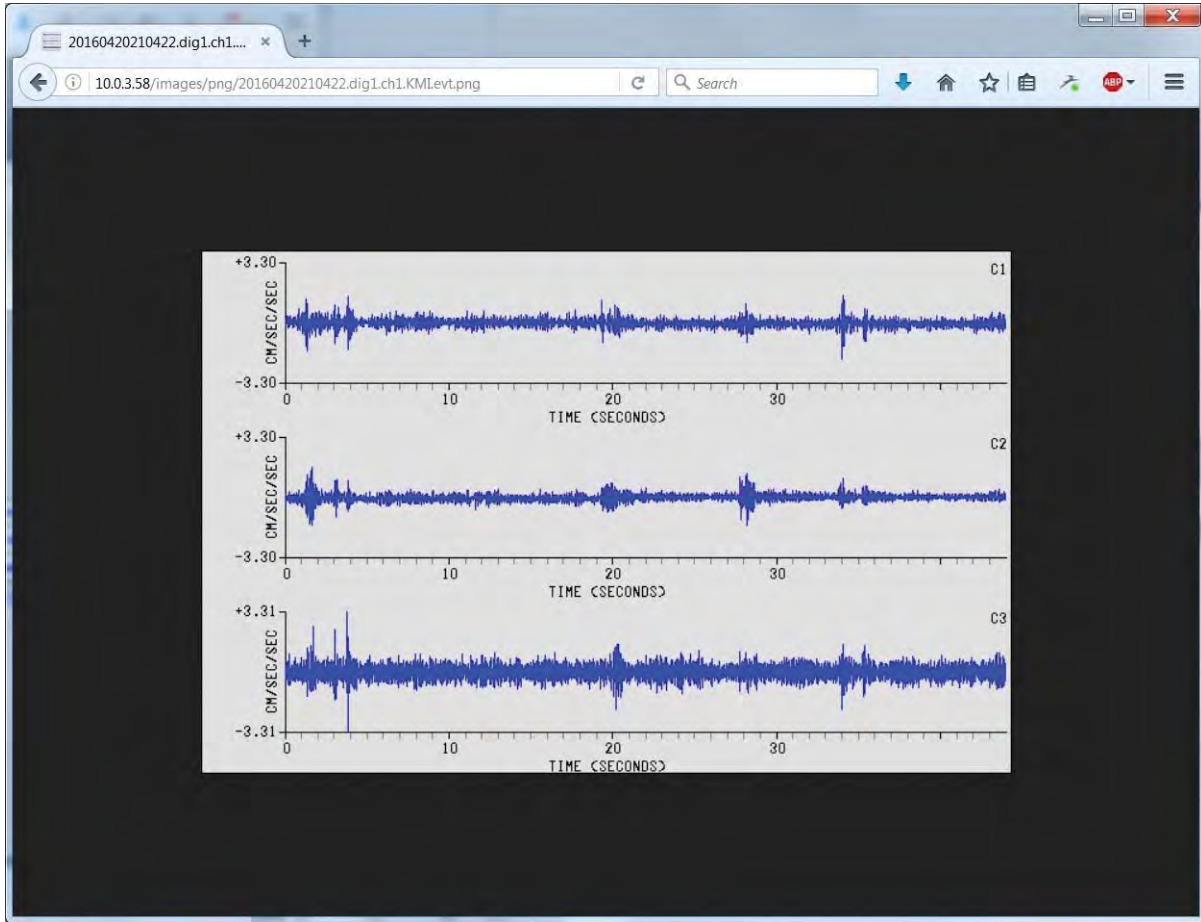 20160420210422.dig1.ch1....
10.0.3.58/images/png/20160420210422.dig1.ch1.KMI.evt.png
Search
ABP
+3.30
C1
CM/SEC/SEC
-3.30
0 10 20 30
TIME (SECONDS)
+3.30
C2
CM/SEC/SEC
-3.30
0 10 20 30
TIME (SECONDS)
+3.31
C3
CM/SEC/SEC
-3.31
0 10 20 30
TIME (SECONDS)